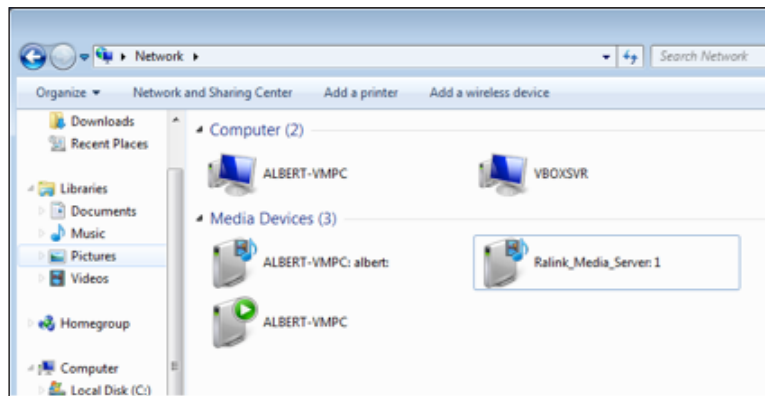 Network
Search Network
Organize
Network and Sharing Center
Add a printer
Add a wireless device
Downloads
Recent Places
Libraries
Documents
Music
Pictures
Videos
Homegroup
Computer
Local Disk (C:)
Computer (2)
ALBERT-VMPC
VBOXSVR
Media Devices (3)
ALBERT-VMPC: albert:
Ralink_Media_Server: 1
ALBERT-VMPC